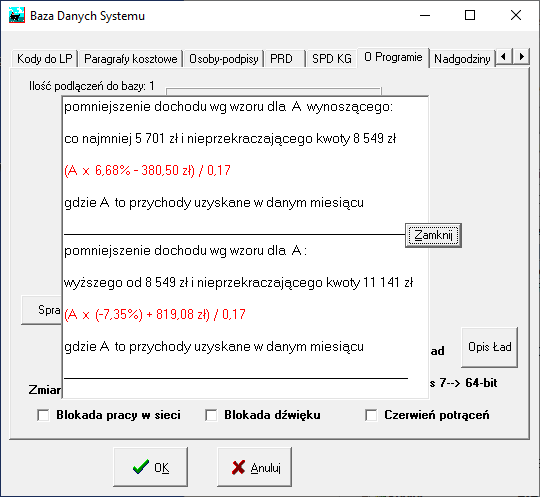 Baza Danych Systemu
Kody do LP Paragrafy kosztowe Osoby-podpisy PRD SPD KG O Programie Nadgodziny
Ilość podłączeń do bazy: 1
pomniejszenie dochodu wg wzoru dla A wynoszącego:
co najmniej 5 701 zł i nieprzekraczającego kwoty 8 549 zł
(A x 6,68% - 380,50 zł) / 0,17
gdzie A to przychody uzyskane w danym miesiącu
Zamknij
pomniejszenie dochodu wg wzoru dla A :
wyższego od 8 549 zł i nieprzekraczającego kwoty 11 141 zł
(A x (-7,35%) + 819,08 zł) / 0,17
gdzie A to przychody uzyskane w danym miesiącu
Spra
ad
Opis Ład
s 7--> 64-bit
Zmiar
Blokada pracy w sieci Blokada dźwięku Czerwień potrąceń
OK Anuluj